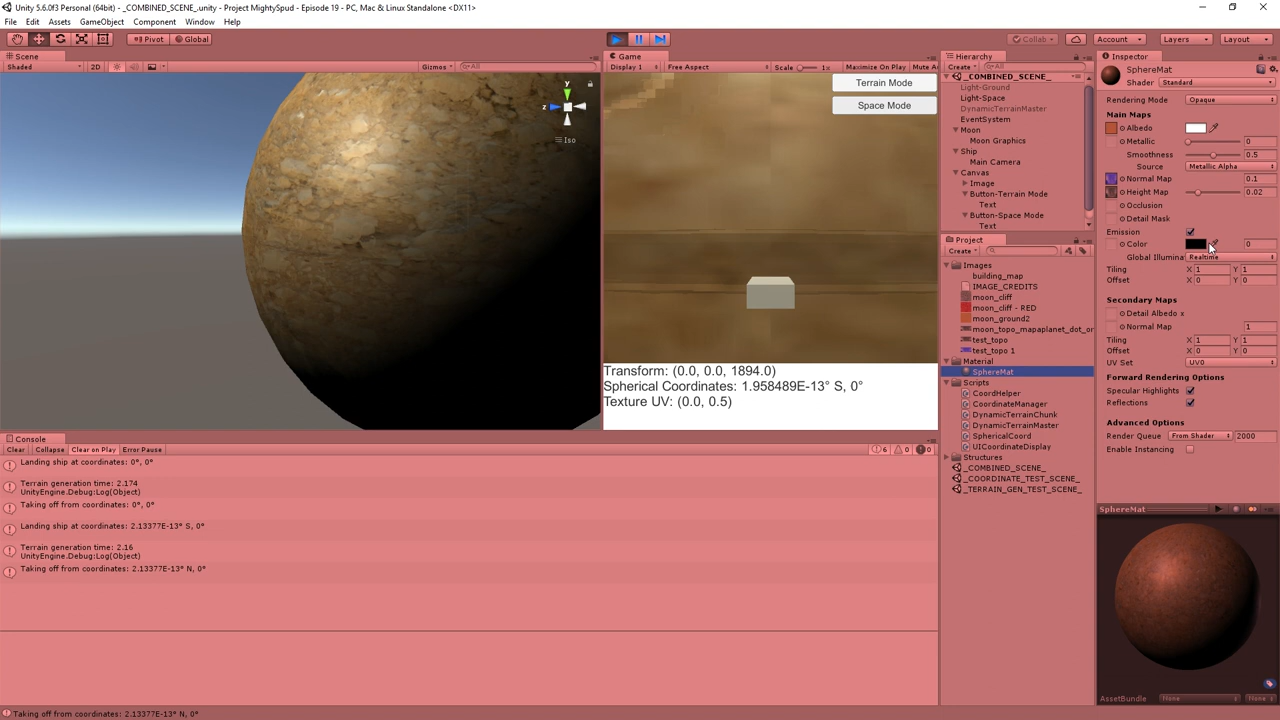 Unity 5.6.0f3 Personal (64bit) - _COMBINED_SCENE_.unity - Project MightySpud - Episode 19 - PC, Mac & Linux Standalone <DX11>
File Edit Assets GameObject Component Window Help
Pivot Global Collab Account Layers Layout
Scene
Shaded 2D Gizmos All
y
z
Iso
Game
Display 1 Free Aspect Scale 1x Maximize On Play Mute A
Terrain Mode
Space Mode
Transform: (0.0, 0.0, 1894.0)
Spherical Coordinates: 1.958489E-13° S, 0°
Texture UV: (0.0, 0.5)
Hierarchy
Create All
_COMBINED_SCENE_
Light-Ground
Light-Space
DynamicTerrainMaster
EventSystem
Moon
Moon Graphics
Ship
Main Camera
Canvas
Image
Button-Terrain Mode
Text
Button-Space Mode
Text
Project
Create
Images
building_map
IMAGE_CREDITS
moon_cliff
moon_cliff - RED
moon_ground2
moon_topo_mapaplanet_dot_or
test_topo
test_topo 1
Material
SphereMat
Scripts
CoordHelper
CoordinateManager
DynamicTerrainChunk
DynamicTerrainMaster
SphericalCoord
UICoordinateDisplay
Structures
_COMBINED_SCENE_
_COORDINATE_TEST_SCENE_
_TERRAIN_GEN_TEST_SCENE_
Inspector
SphereMat
Shader Standard
Rendering Mode Opaque
Main Maps
Albedo
Metallic 0
Smoothness 0.5
Source Metallic Alpha
Normal Map 0.1
Height Map 0.02
Occlusion
Detail Mask
Emission
Color 0
Global Illumina Realtime
Tiling X 1 Y 1
Offset X 0 Y 0
Secondary Maps
Detail Albedo x
Normal Map 1
Tiling X 1 Y 1
Offset X 0 Y 0
UV Set UV0
Forward Rendering Options
Specular Highlights
Reflections
Advanced Options
Render Queue From Shader 2000
Enable Instancing
SphereMat
AssetBundle None None
Console
Clear Collapse Clear on Play Error Pause 6 0 0
Landing ship at coordinates: 0°, 0°
Terrain generation time: 2.174
UnityEngine.Debug:Log(Object)
Taking off from coordinates: 0°, 0°
Landing ship at coordinates: 2.13377E-13° S, 0°
Terrain generation time: 2.16
UnityEngine.Debug:Log(Object)
Taking off from coordinates: 2.13377E-13° N, 0°
Taking off from coordinates: 2.13377E-13° N, 0°